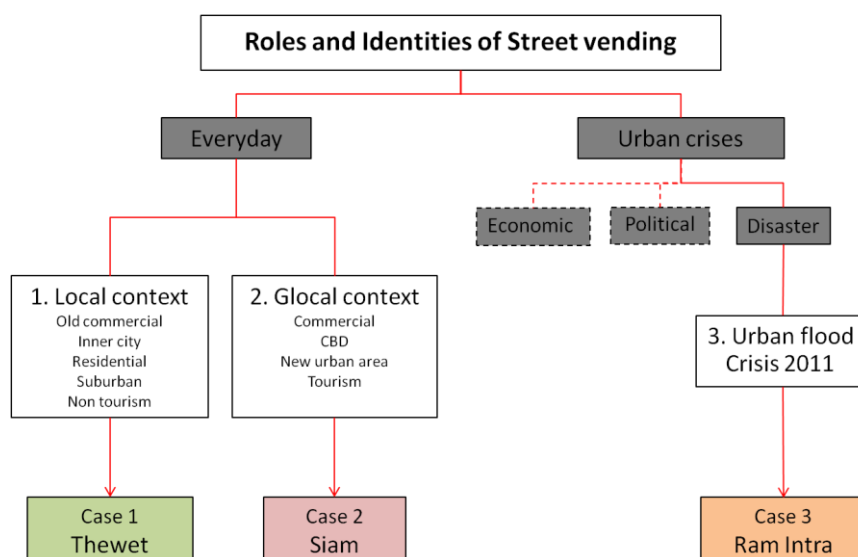 Roles and Identities of Street vending
Everyday
Urban crises
Economic
Political
Disaster
1. Local context
Old commercial
Inner city
Residential
Suburban
Non tourism
2. Glocal context
Commercial
CBD
New urban area
Tourism
3. Urban flood
Crisis 2011
Case 1
Thewet
Case 2
Siam
Case 3
Ram Intra